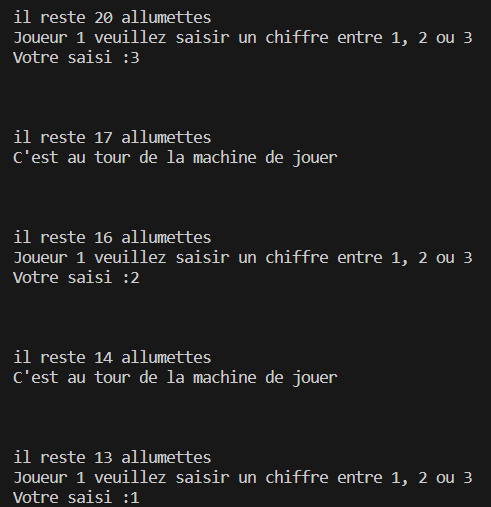 il reste 20 allumettes
Joueur 1 veuillez saisir un chiffre entre 1, 2 ou 3
Votre saisi :3
il reste 17 allumettes
C'est au tour de la machine de jouer
il reste 16 allumettes
Joueur 1 veuillez saisir un chiffre entre 1, 2 ou 3
Votre saisi :2
il reste 14 allumettes
C'est au tour de la machine de jouer
il reste 13 allumettes
Joueur 1 veuillez saisir un chiffre entre 1, 2 ou 3
Votre saisi :1